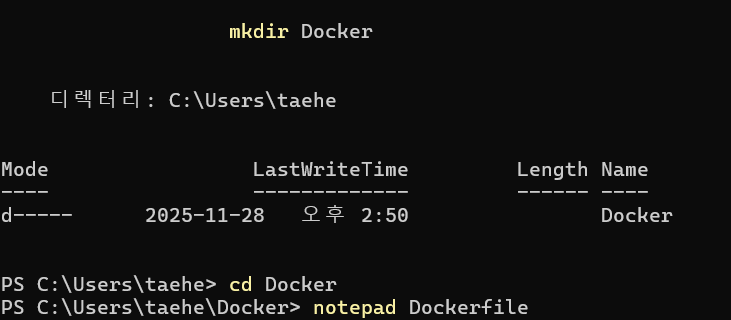 mkdir Docker
디렉터리: C:\Users\taehe
Mode                 LastWriteTime         Length Name
----                 -------------         ------ ----
d-----      2025-11-28   오후 2:50                Docker
PS C:\Users\taehe> cd Docker
PS C:\Users\taehe\Docker> notepad Dockerfile